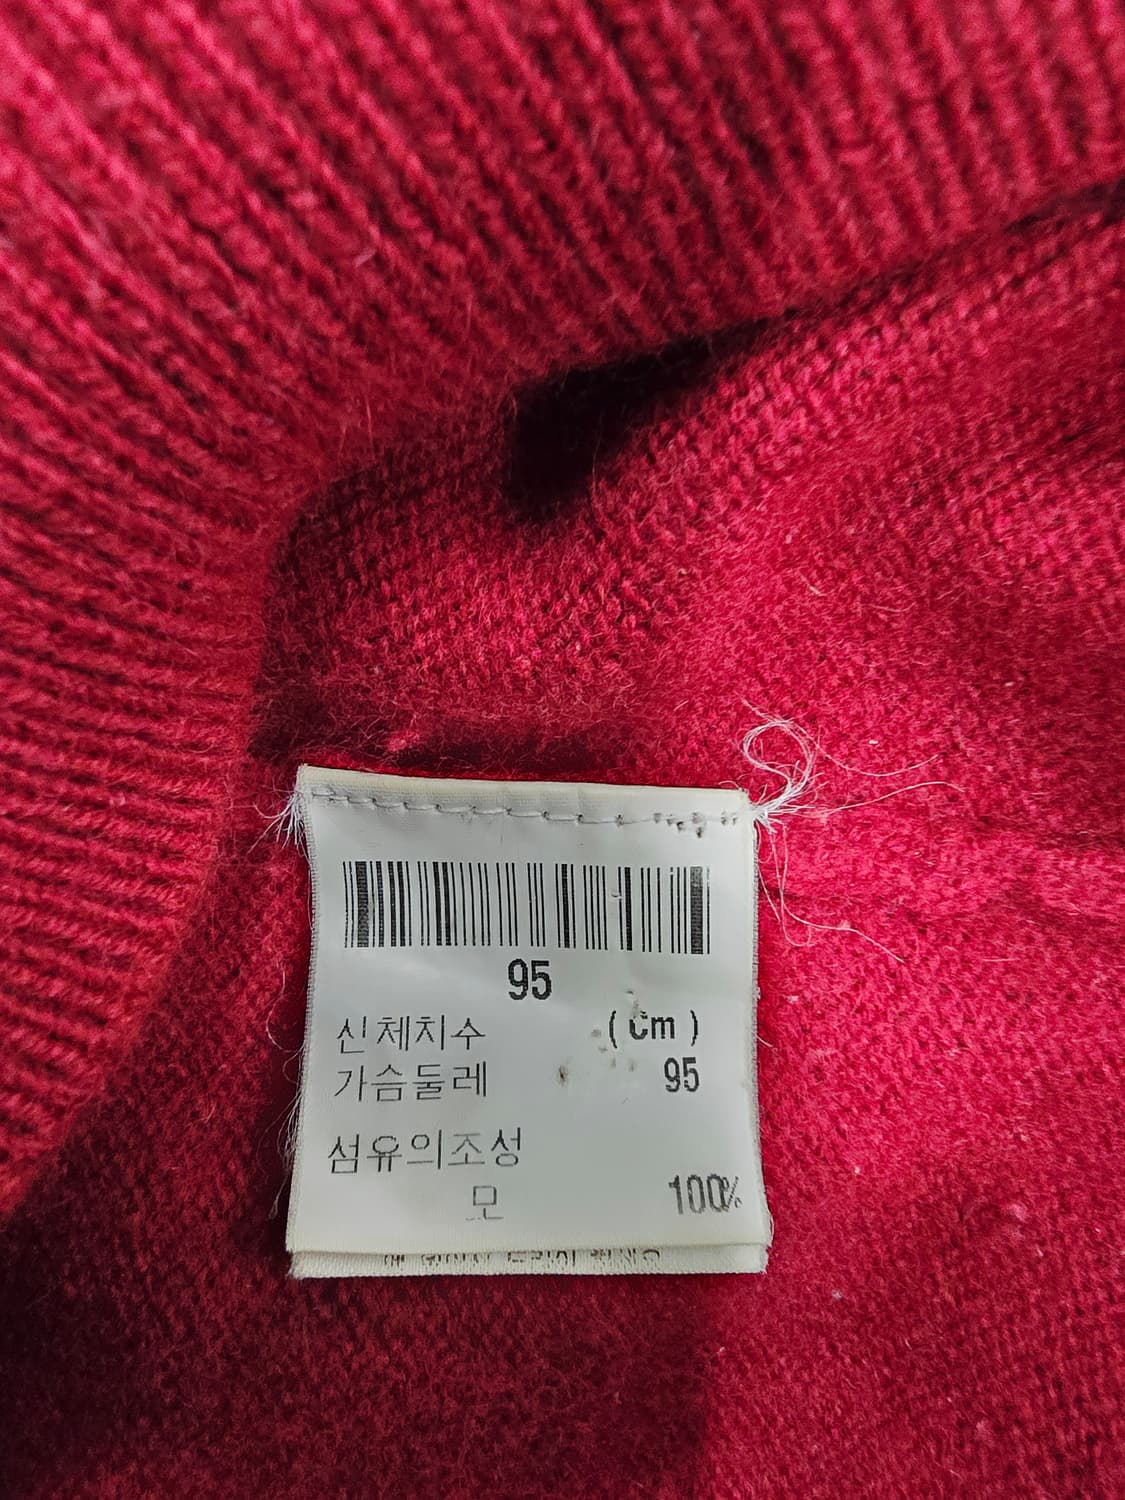 95
신체치수 ( Cm )
가슴둘레 95
섬유의조성
모 100%